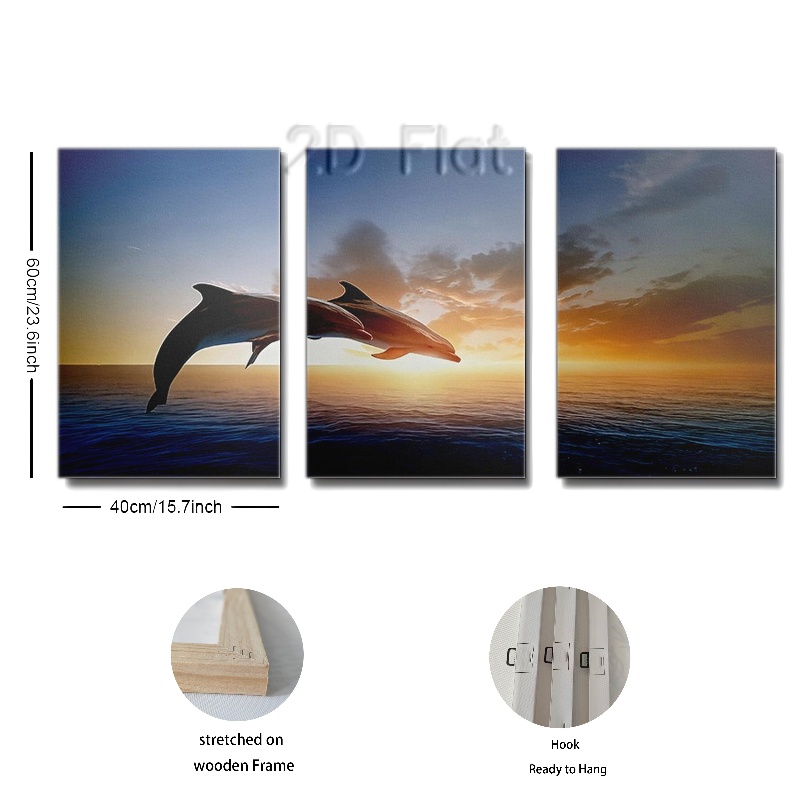 2D Flat
60cm/23.6inch
40cm/15.7inch
stretched on
wooden Frame
Hook
Ready to Hang